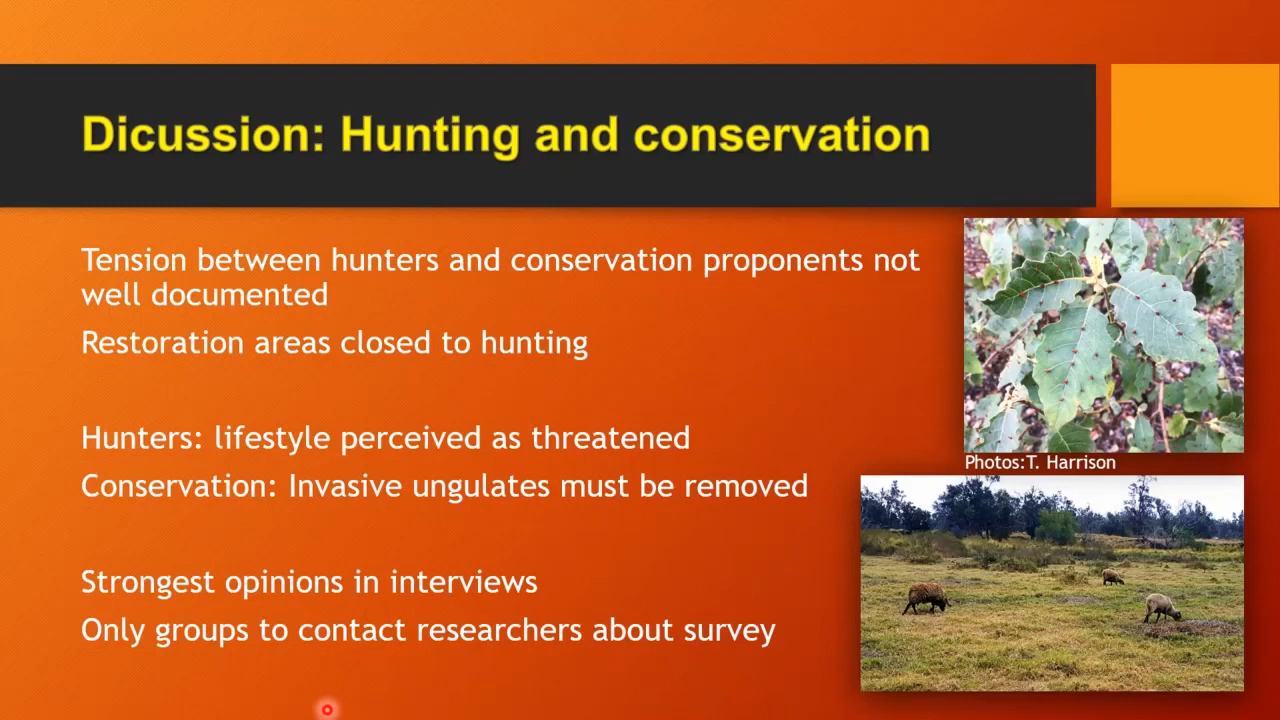 Dicussion: Hunting and conservation
Tension between hunters and conservation proponents not
well documented
Restoration areas closed to hunting
Hunters: lifestyle perceived as threatened
Conservation: Invasive ungulates must be removed
Strongest opinions in interviews
Only groups to contact researchers about survey
Photos:T. Harrison